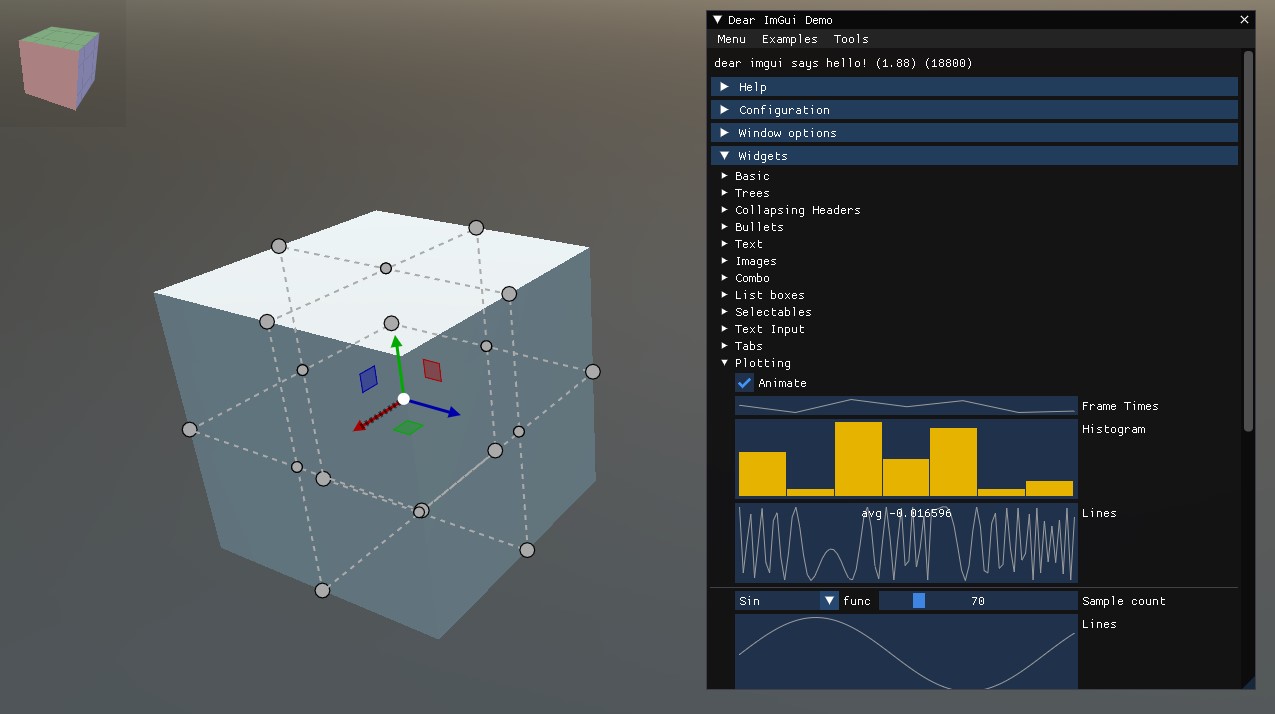 Dear ImGui Demo
Menu Examples Tools
dear imgui says hello! (1.88) (18800)
Help
Configuration
Window options
Widgets
Basic
Trees
Collapsing Headers
Bullets
Text
Images
Combo
List boxes
Selectables
Text Input
Tabs
Plotting
Animate
Frame Times
Histogram
avg -0.016596 Lines
Sin func 70 Sample count
Lines